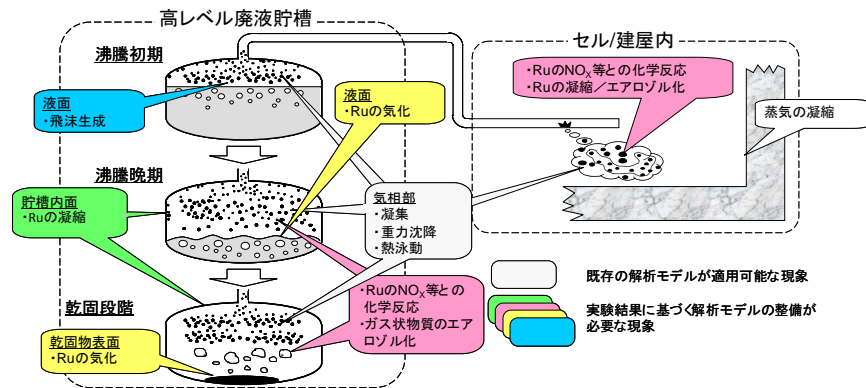 高レベル廃液貯槽
沸騰初期
液面
・飛沫生成
液面
・Ruの気化
沸騰晩期
貯槽内面
・Ruの凝縮
気相部
・凝集
・重力沈降
・熱泳動
乾固段階
・RuのNOX等との
化学反応
・ガス状物質のエア
ロゾル化
乾固物表面
・Ruの気化
セル/建屋内
・RuのNOX等との化学反応
・Ruの凝縮／エアロゾル化
蒸気の凝縮
既存の解析モデルが適用可能な現象
実験結果に基づく解析モデルの整備が
必要な現象